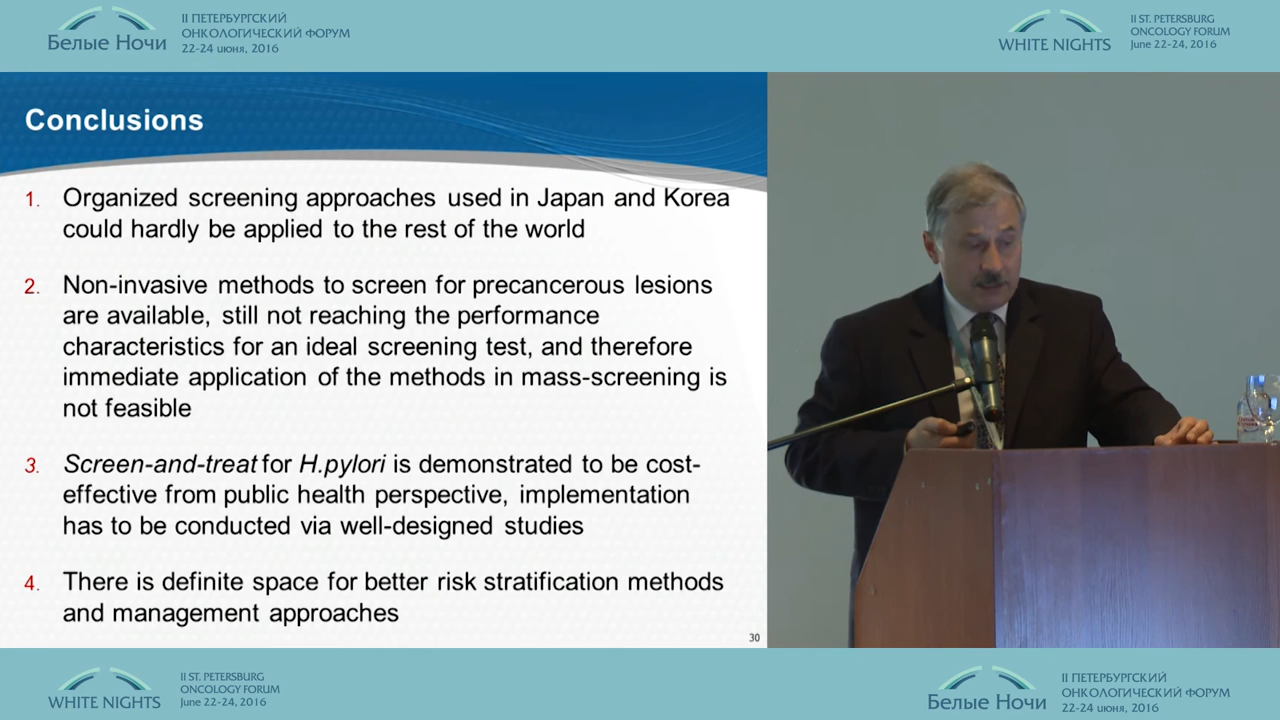 Белые Ночи
II ПЕТЕРБУРГСКИЙ
ОНКОЛОГИЧЕСКИЙ ФОРУМ
22-24 июня, 2016
WHITE NIGHTS
II ST. PETERSBURG
ONCOLOGY FORUM
June 22-24, 2016
Conclusions
1. Organized screening approaches used in Japan and Korea
could hardly be applied to the rest of the world
2. Non-invasive methods to screen for precancerous lesions
are available, still not reaching the performance
characteristics for an ideal screening test, and therefore
immediate application of the methods in mass-screening is
not feasible
3. Screen-and-treat for H.pylori is demonstrated to be cost-
effective from public health perspective, implementation
has to be conducted via well-designed studies
4. There is definite space for better risk stratification methods
and management approaches
30
WHITE NIGHTS
II ST. PETERSBURG
ONCOLOGY FORUM
June 22-24, 2016
Белые Ночи
II ПЕТЕРБУРГСКИЙ
ОНКОЛОГИЧЕСКИЙ ФОРУМ
22-24 июня, 2016